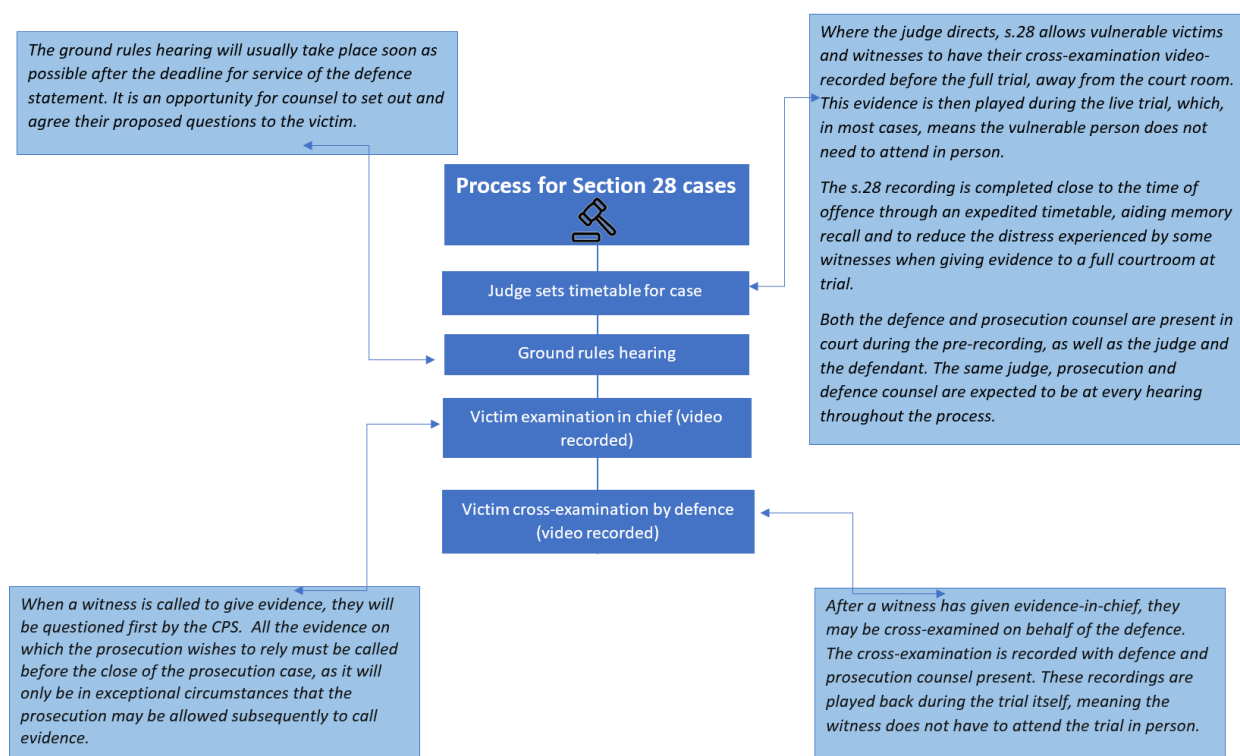 The ground rules hearing will usually take place soon as
possible after the deadline for service of the defence
statement. It is an opportunity for counsel to set out and
agree their proposed questions to the victim.
Where the judge directs, s.28 allows vulnerable victims
and witnesses to have their cross-examination video-
recorded before the full trial, away from the court room.
This evidence is then played during the live trial, which,
in most cases, means the vulnerable person does not
need to attend in person.
The s.28 recording is completed close to the time of
offence through an expedited timetable, aiding memory
recall and to reduce the distress experienced by some
witnesses when giving evidence to a full courtroom at
trial.
Both the defence and prosecution counsel are present in
court during the pre-recording, as well as the judge and
the defendant. The same judge, prosecution and
defence counsel are expected to be at every hearing
throughout the process.
Process for Section 28 cases
Judge sets timetable for case
Ground rules hearing
Victim examination in chief (video
recorded)
Victim cross-examination by defence
(video recorded)
When a witness is called to give evidence, they will
be questioned first by the CPS.  All the evidence on
which the prosecution wishes to rely must be called
before the close of the prosecution case, as it will
only be in exceptional circumstances that the
prosecution may be allowed subsequently to call
evidence.
After a witness has given evidence-in-chief, they
may be cross-examined on behalf of the defence.
The cross-examination is recorded with defence and
prosecution counsel present. These recordings are
played back during the trial itself, meaning the
witness does not have to attend the trial in person.